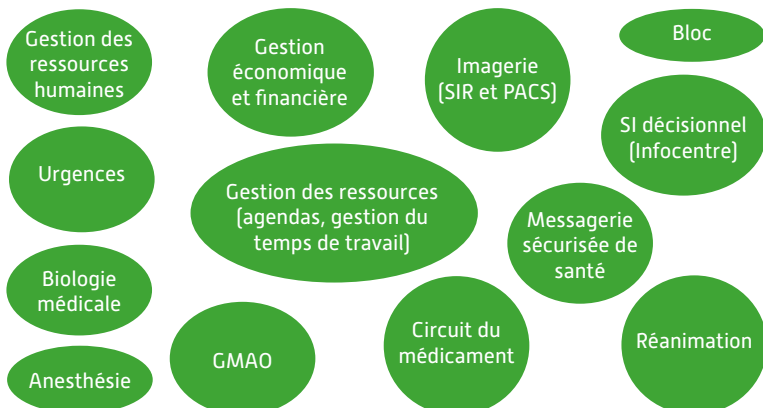 Gestion des
ressources
humaines
Gestion
économique
et financière
Imagerie
(SIR et PACS)
Bloc
SI décisionnel
(Infocentre)
Urgences
Gestion des ressources
(agendas, gestion du
temps de travail)
Messagerie
sécurisée de
santé
Biologie
médicale
Circuit du
médicament
Réanimation
GMAO
Anesthésie